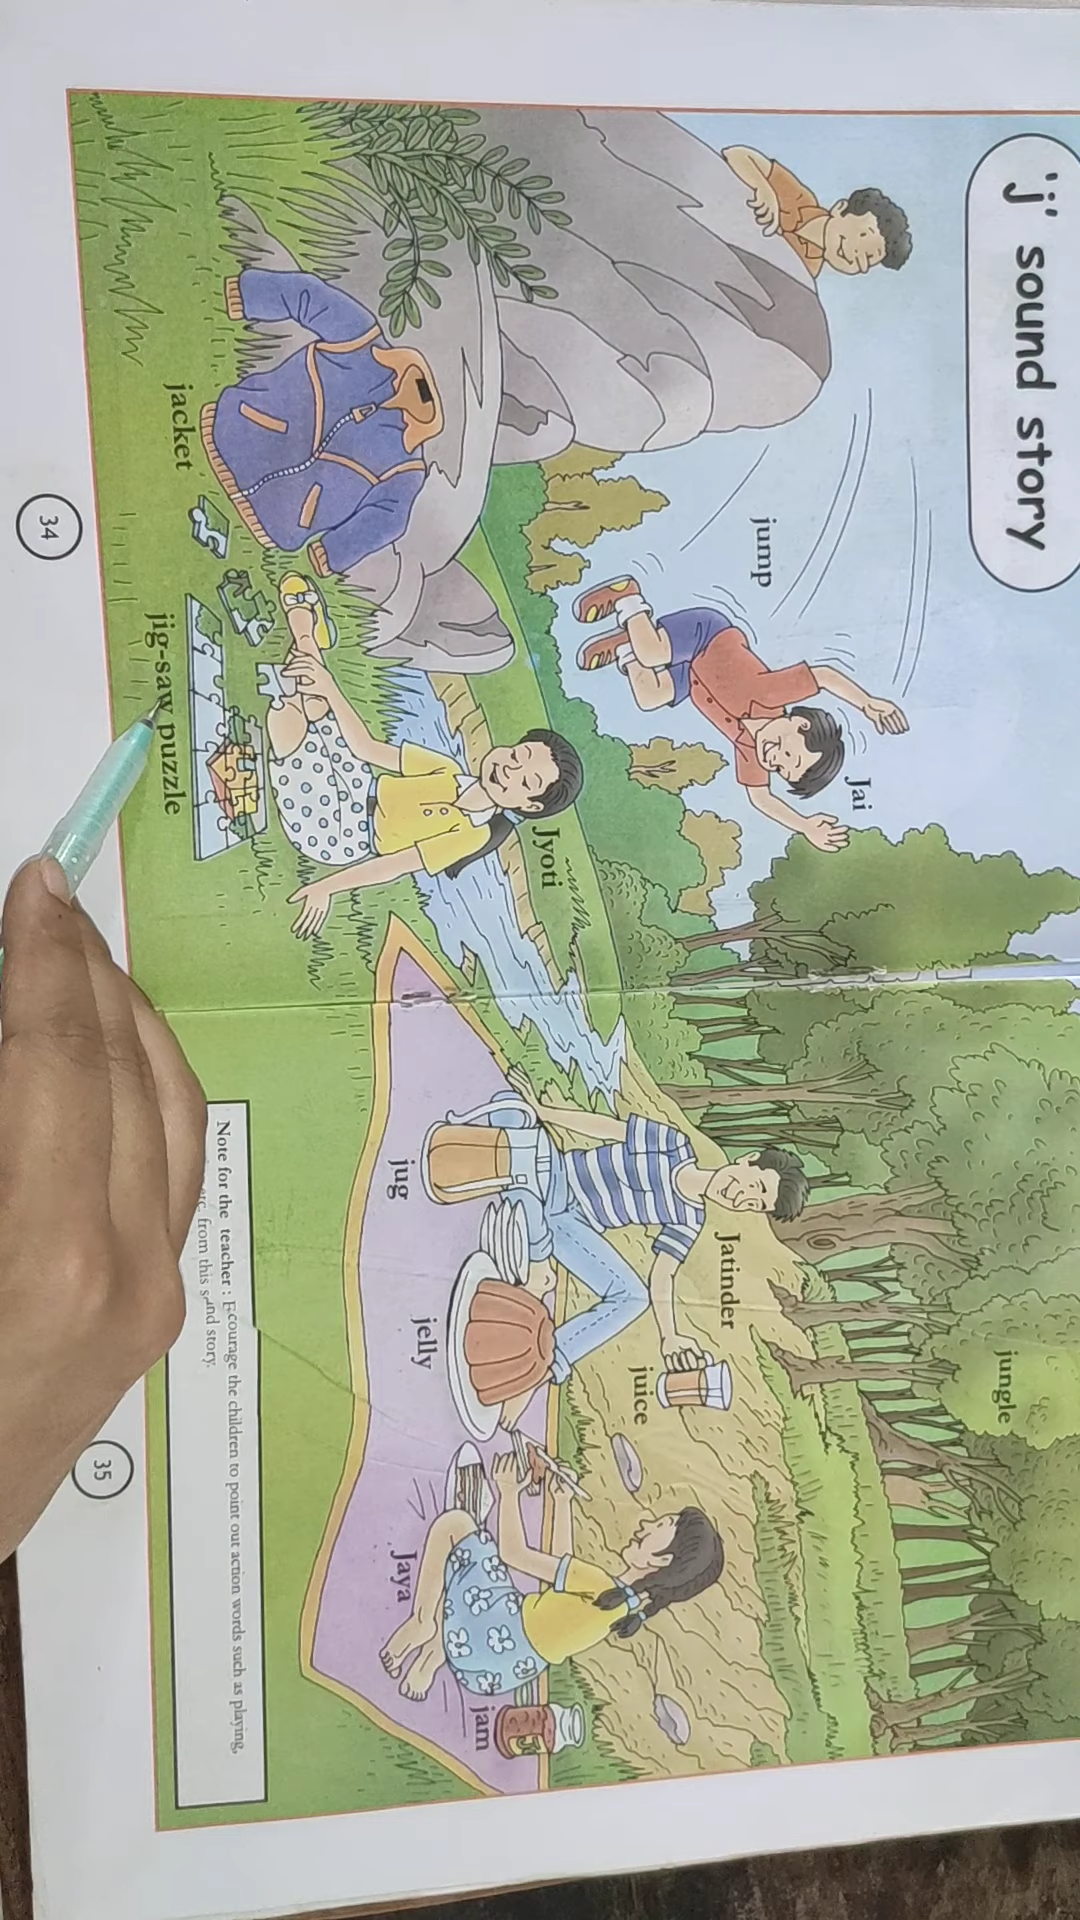 'j' sound story
jump
Jai
jungle
Jyoti
Jatinder
juice
jacket
jig-saw puzzle
jug
jelly
Jaya
jam
Note for the teacher : Encourage the children to point out action words such as playing,
etc. from this sound story.
34
35